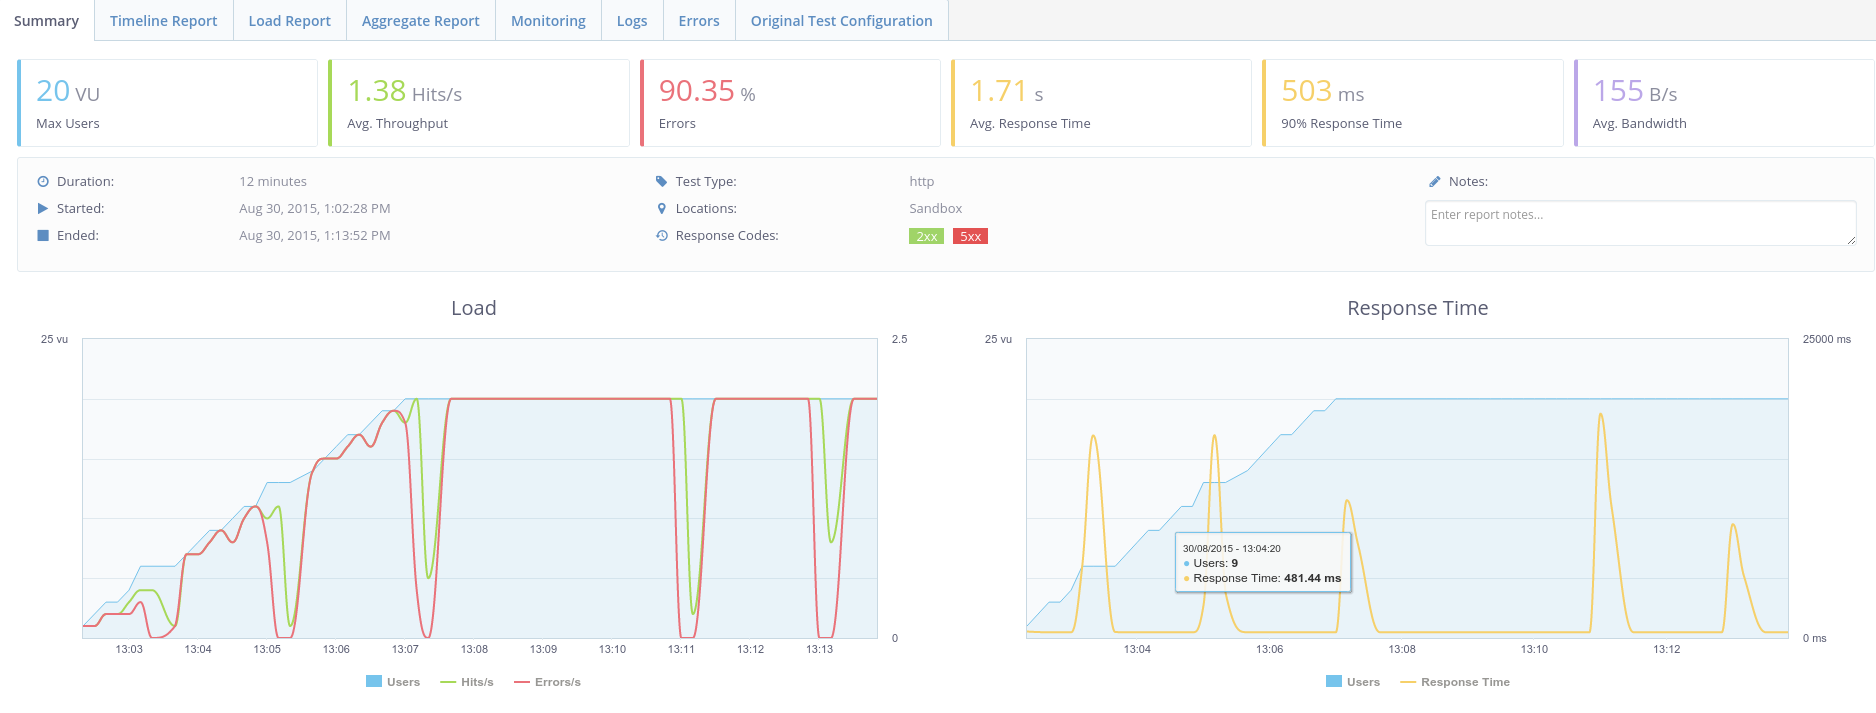 Summary Timeline Report Load Report Aggregate Report Monitoring Logs Errors Original Test Configuration
20 VU 1.38 Hits/s 90.35 % 1.71 s 503 ms 155 B/s
Max Users Avg. Throughput Errors Avg. Response Time 90% Response Time Avg. Bandwidth
Duration: 12 minutes Test Type: http Notes:
Started: Aug 30, 2015, 1:02:28 PM Locations: Sandbox Enter report notes...
Ended: Aug 30, 2015, 1:13:52 PM Response Codes: 2xx 5xx
Load
25 vu 2.5
0
13:03 13:04 13:05 13:06 13:07 13:08 13:09 13:10 13:11 13:12 13:13
Users Hits/s Errors/s
Response Time
25 vu 25000 ms
30/08/2015 - 13:04:20
Users: 9
Response Time: 481.44 ms
0 ms
13:04 13:06 13:08 13:10 13:12
Users Response Time